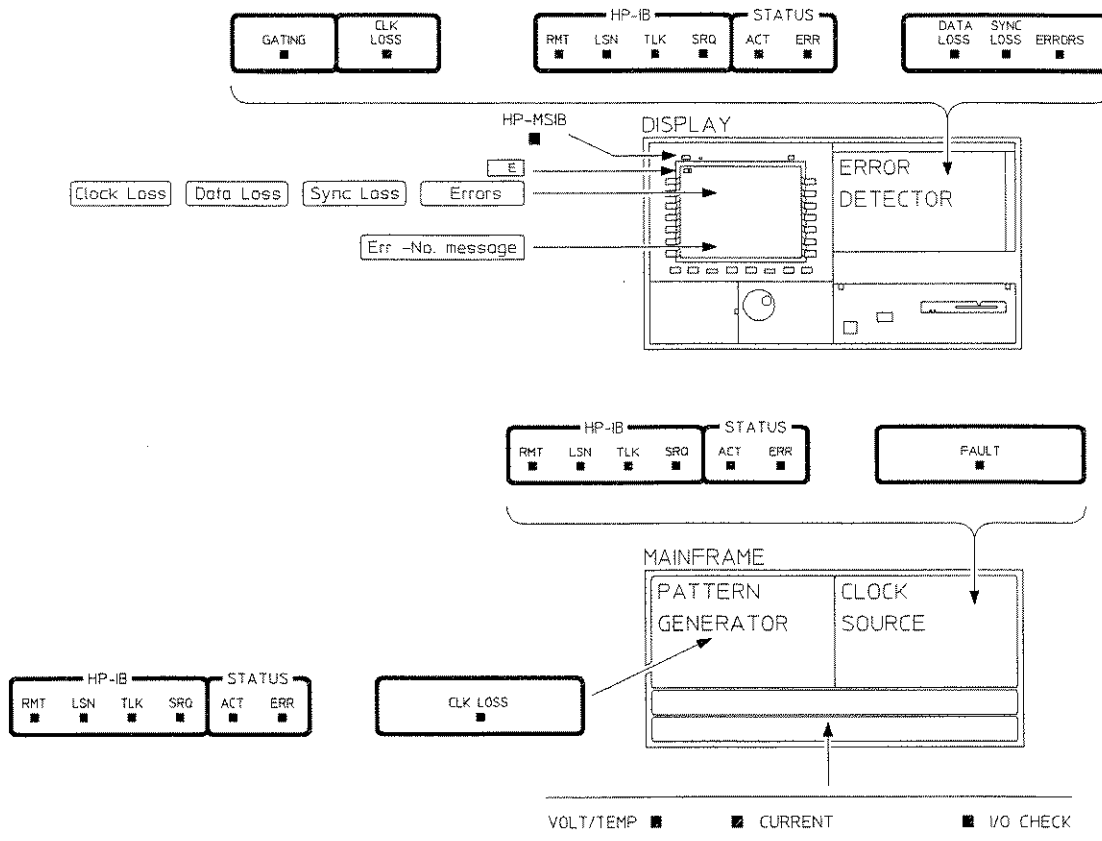 HP-IB STATUS
GATING CLK LOSS RMT LSN TLK SRQ ACT ERR DATA LOSS SYNC LOSS ERRORS
HP-MSIB
DISPLAY
E
ERROR
DETECTOR
Clock Loss Data Loss Sync Loss Errors
Err -No. message
HP-IB STATUS
RMT LSN TLK SRQ ACT ERR FAULT
MAINFRAME
PATTERN
GENERATOR
CLOCK
SOURCE
HP-IB STATUS
RMT LSN TLK SRQ ACT ERR CLK LOSS
VOLT/TEMP CURRENT I/O CHECK